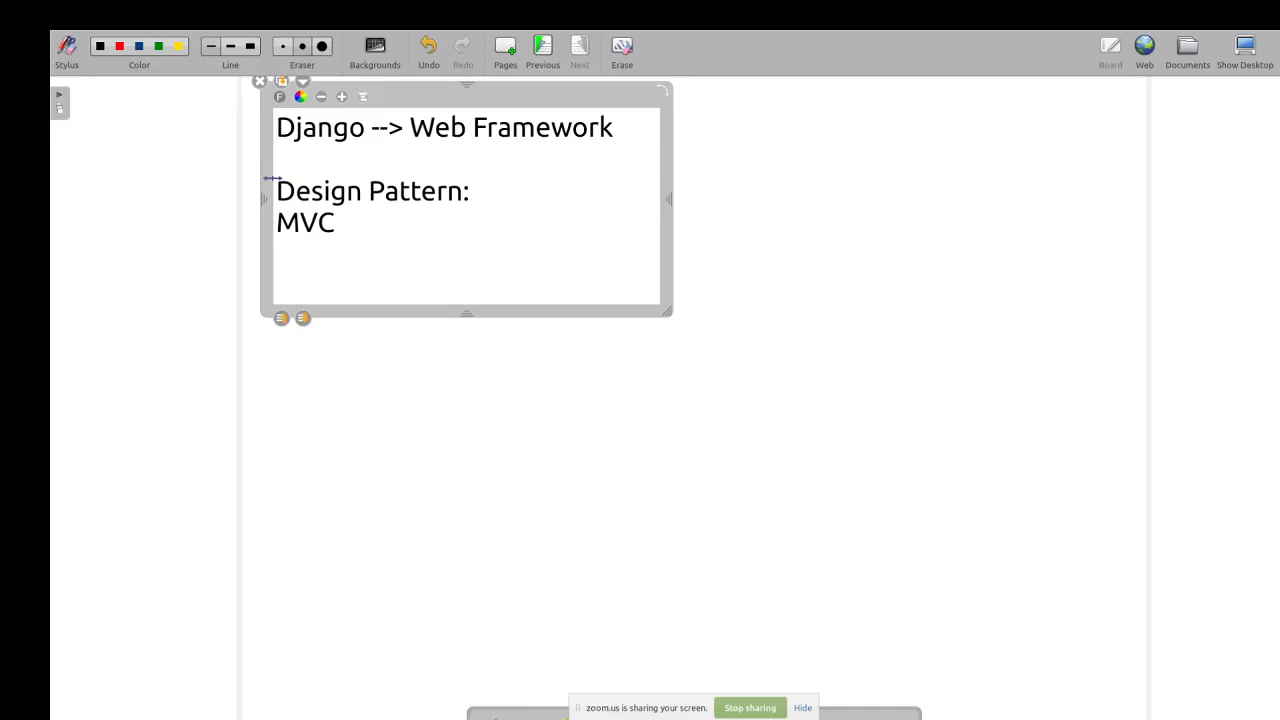 Stylus
Color
Line
Eraser
Backgrounds
Undo
Redo
Pages
Previous
Next
Erase
Board
Web
Documents
Show Desktop
F
Django --> Web Framework
Design Pattern:
MVC
zoom.us is sharing your screen.
Stop sharing
Hide